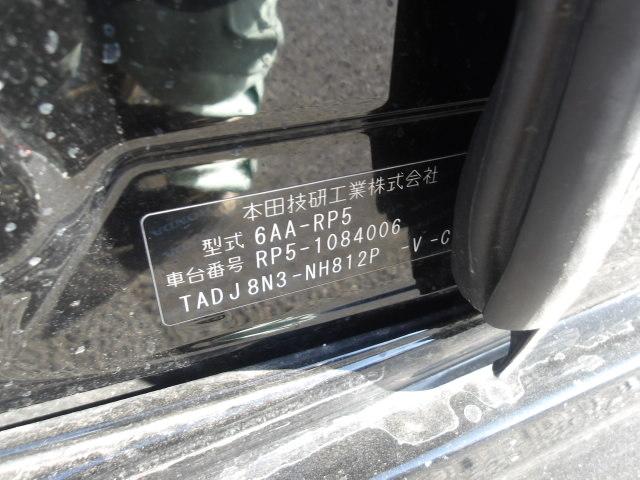 本田技研工業株式会社
型式 6AA-RP5
車台番号 RP5-1084006
TADJ8N3-NH812P -V -C